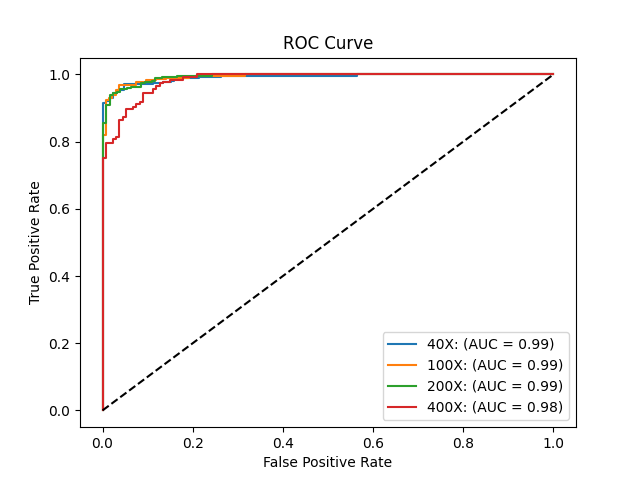 ROC Curve
True Positive Rate
1.0
0.8
0.6
0.4
0.2
0.0
40X: (AUC = 0.99)
100X: (AUC = 0.99)
200X: (AUC = 0.99)
400X: (AUC = 0.98)
0.0 0.2 0.4 0.6 0.8 1.0
False Positive Rate